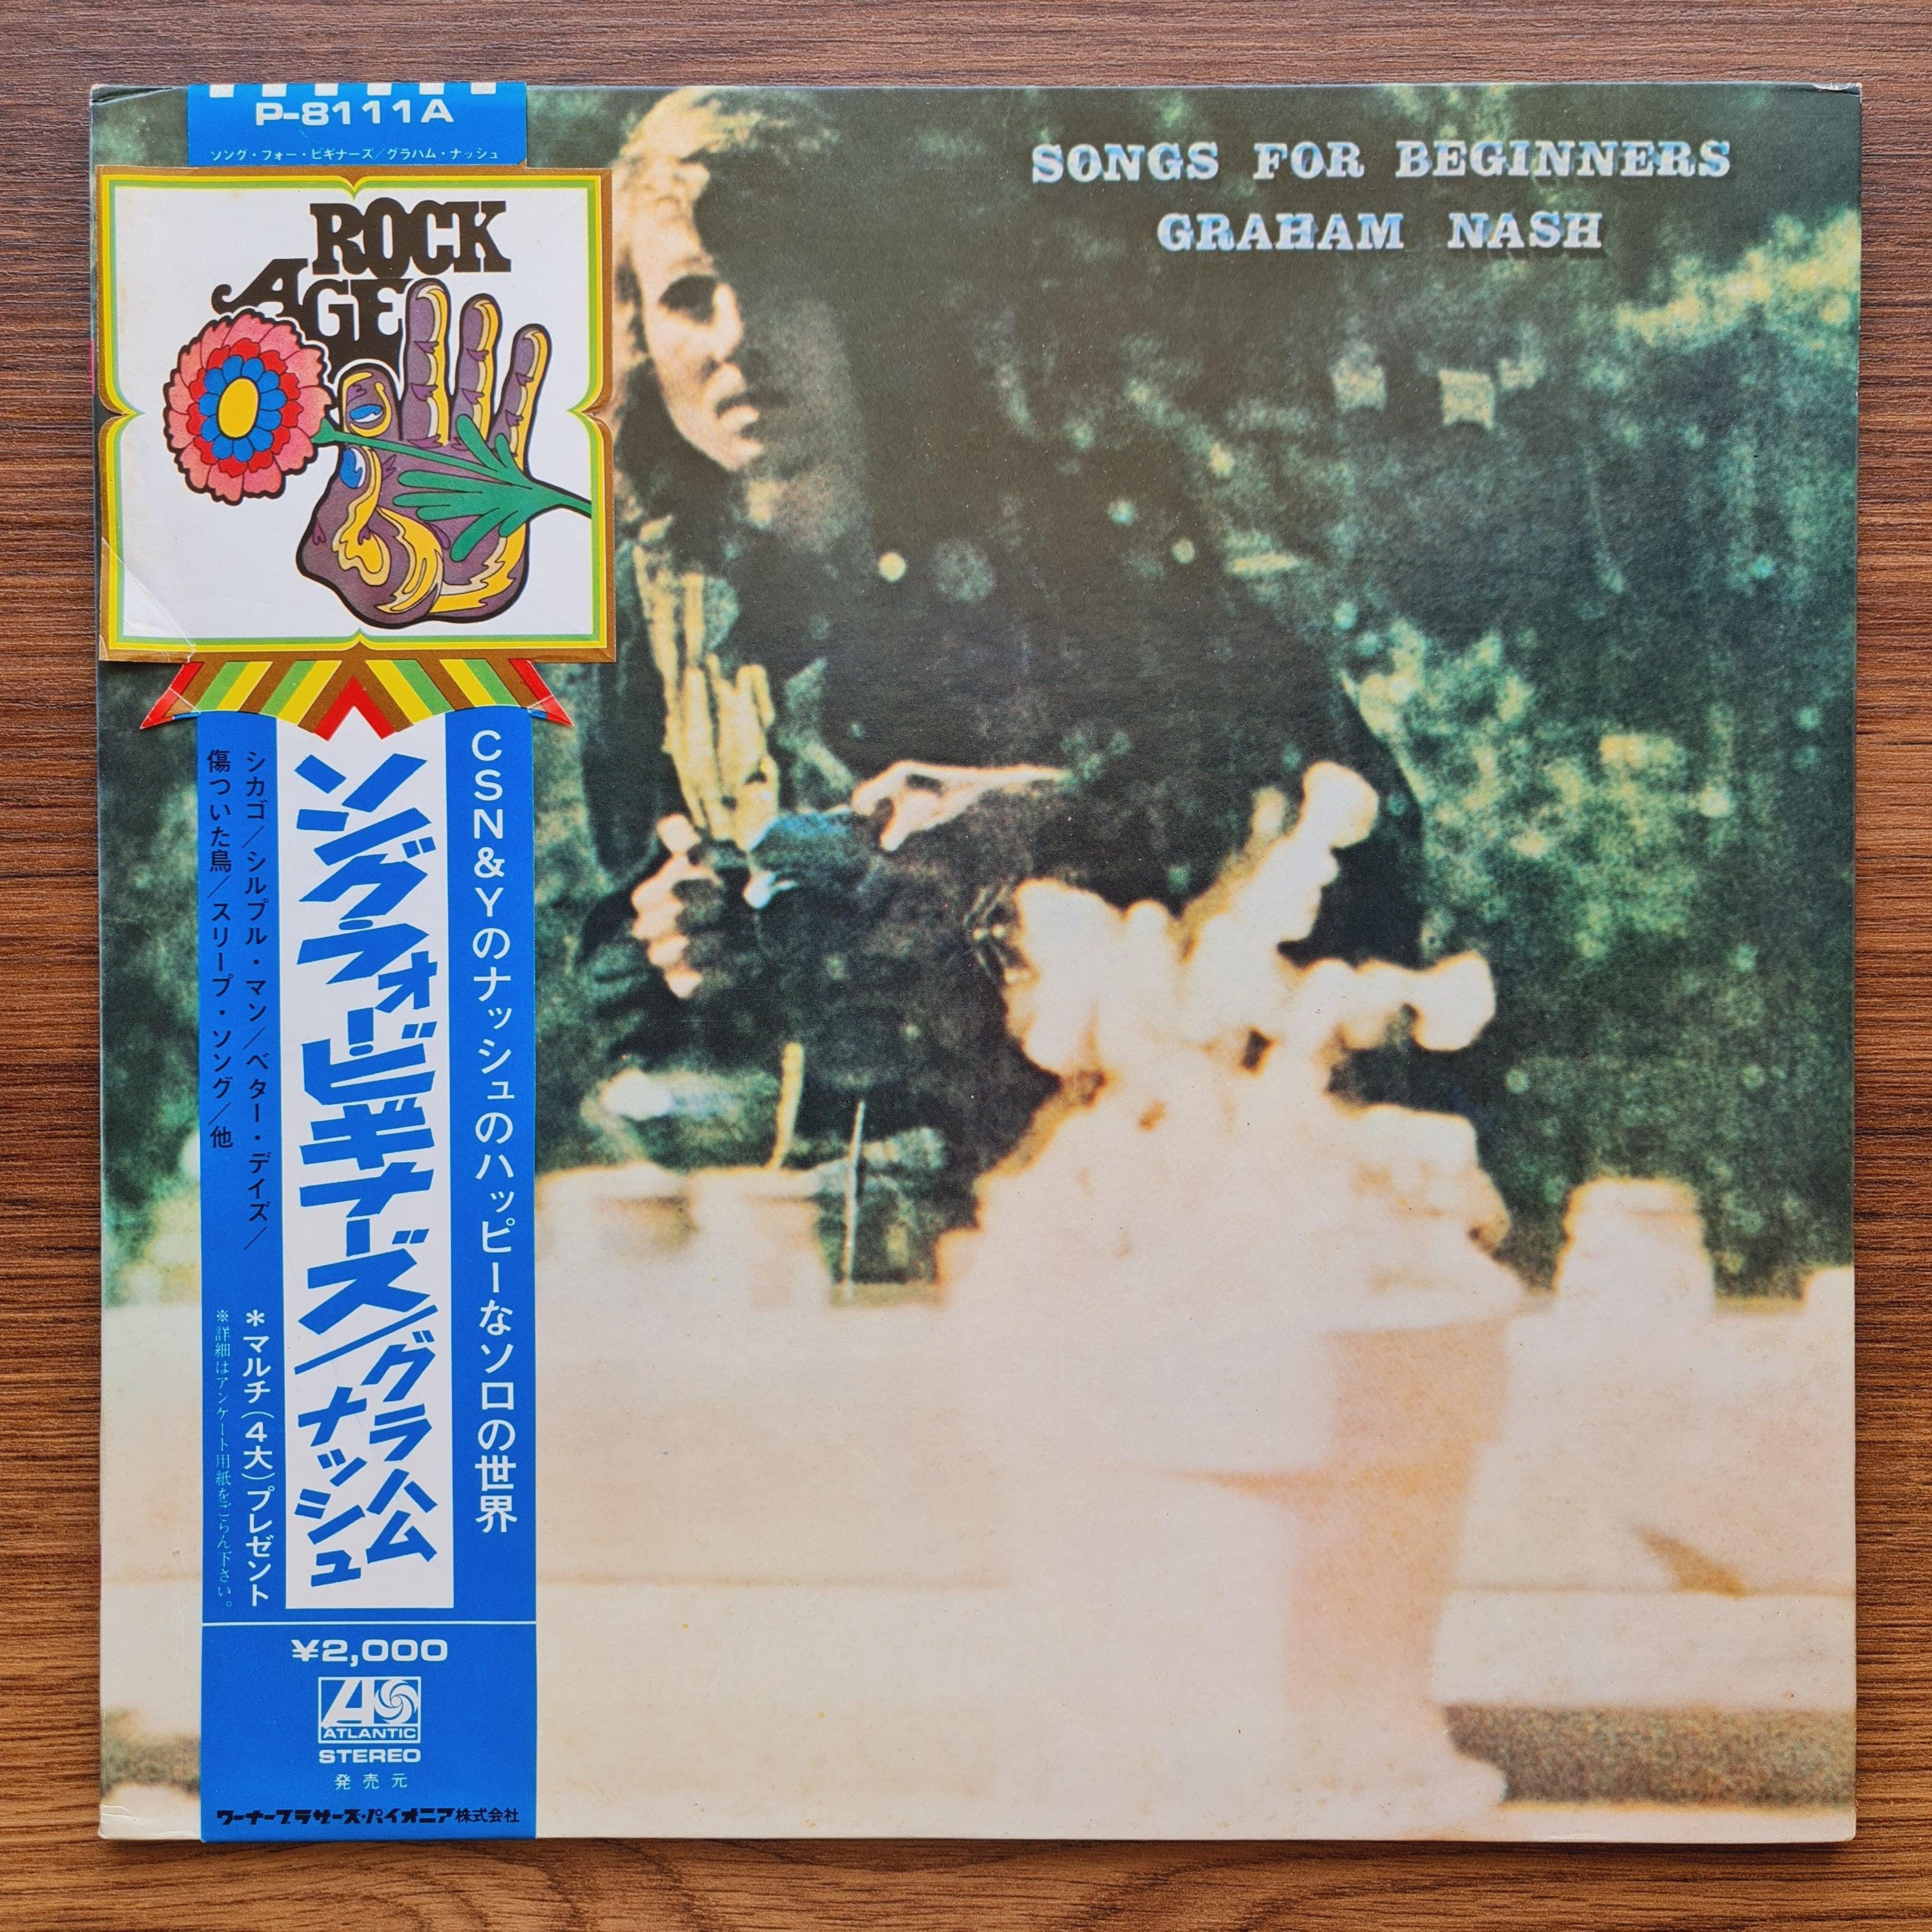 P-8111A
ソング・フォー・ビギナーズ／グラハム・ナッシュ
ROCK
AGE
SONGS FOR BEGINNERS
GRAHAM NASH
CSN&Yのナッシュのハッピーなソロの世界
ソング・フォー・ビギナーズ／グラハム
ナッシュ
シカゴ／シルプル・マン／ベター・デイズ／
傷ついた鳥／スリープ・ソング／他
＊マルチ(4大)プレゼント
※詳細はアンケート用紙をごらん下さい。
¥2,000
ATLANTIC
STEREO
発売元
ワーナーブラザーズ・パイオニア株式会社